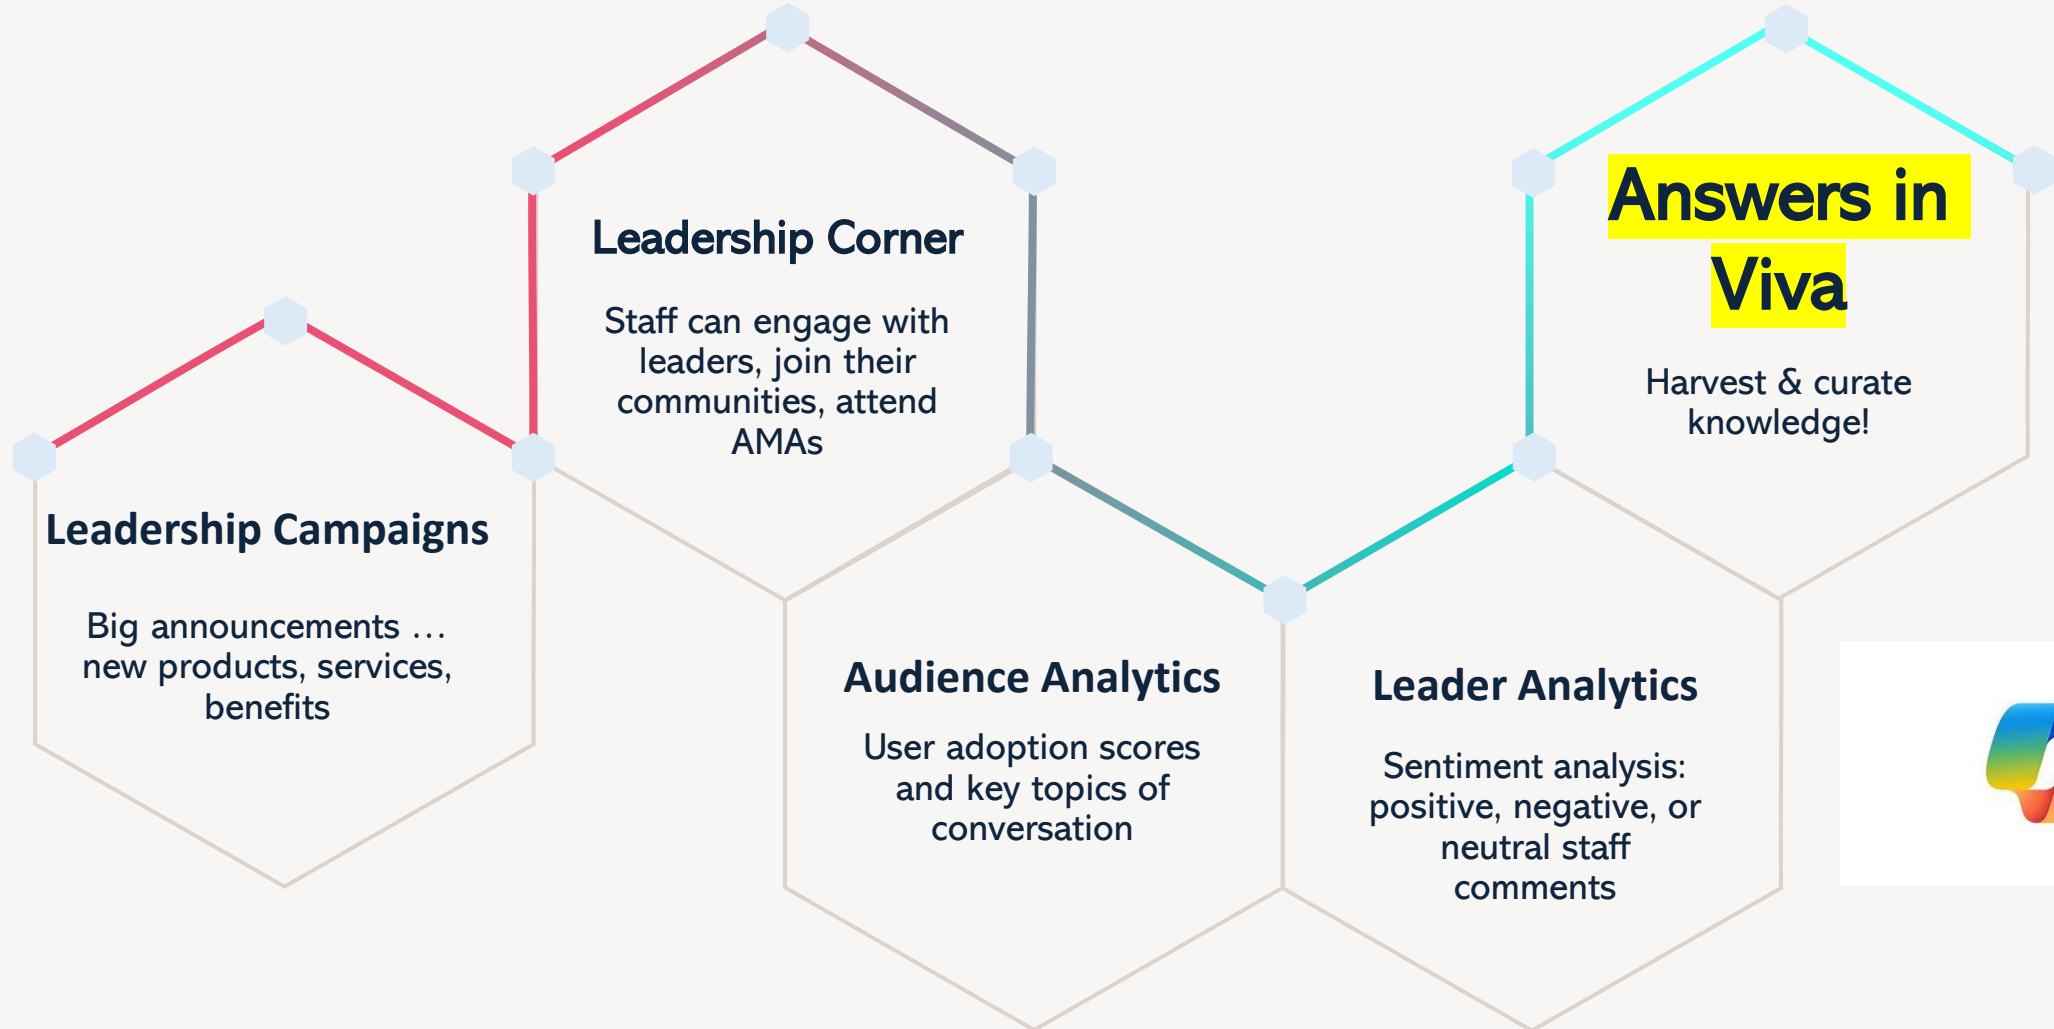 Leadership Campaigns
Big announcements …
new products, services,
benefits
Leadership Corner
Staff can engage with
leaders, join their
communities, attend
AMAs
Audience Analytics
User adoption scores
and key topics of
conversation
Leader Analytics
Sentiment analysis:
positive, negative, or
neutral staff
comments
Answers in
Viva
Harvest & curate
knowledge!